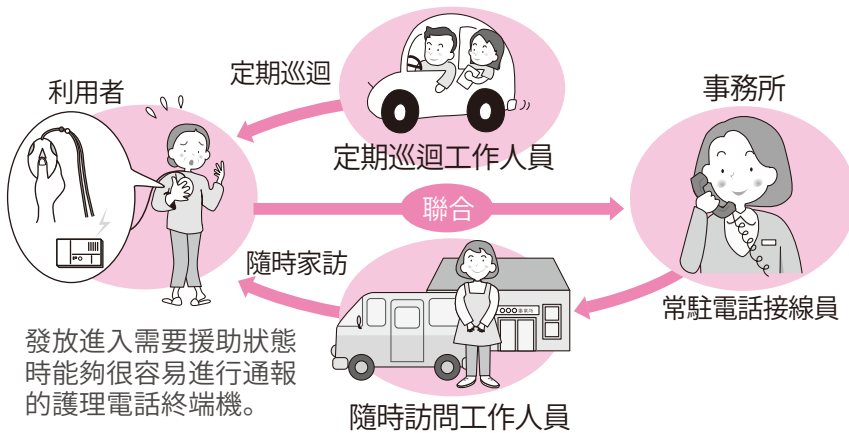 定期巡迴
利用者
事務所
定期巡迴工作人員
聯合
隨時家訪
常駐電話接線員
發放進入需要援助狀態
時能夠很容易進行通報
的護理電話終端機。
隨時訪問工作人員